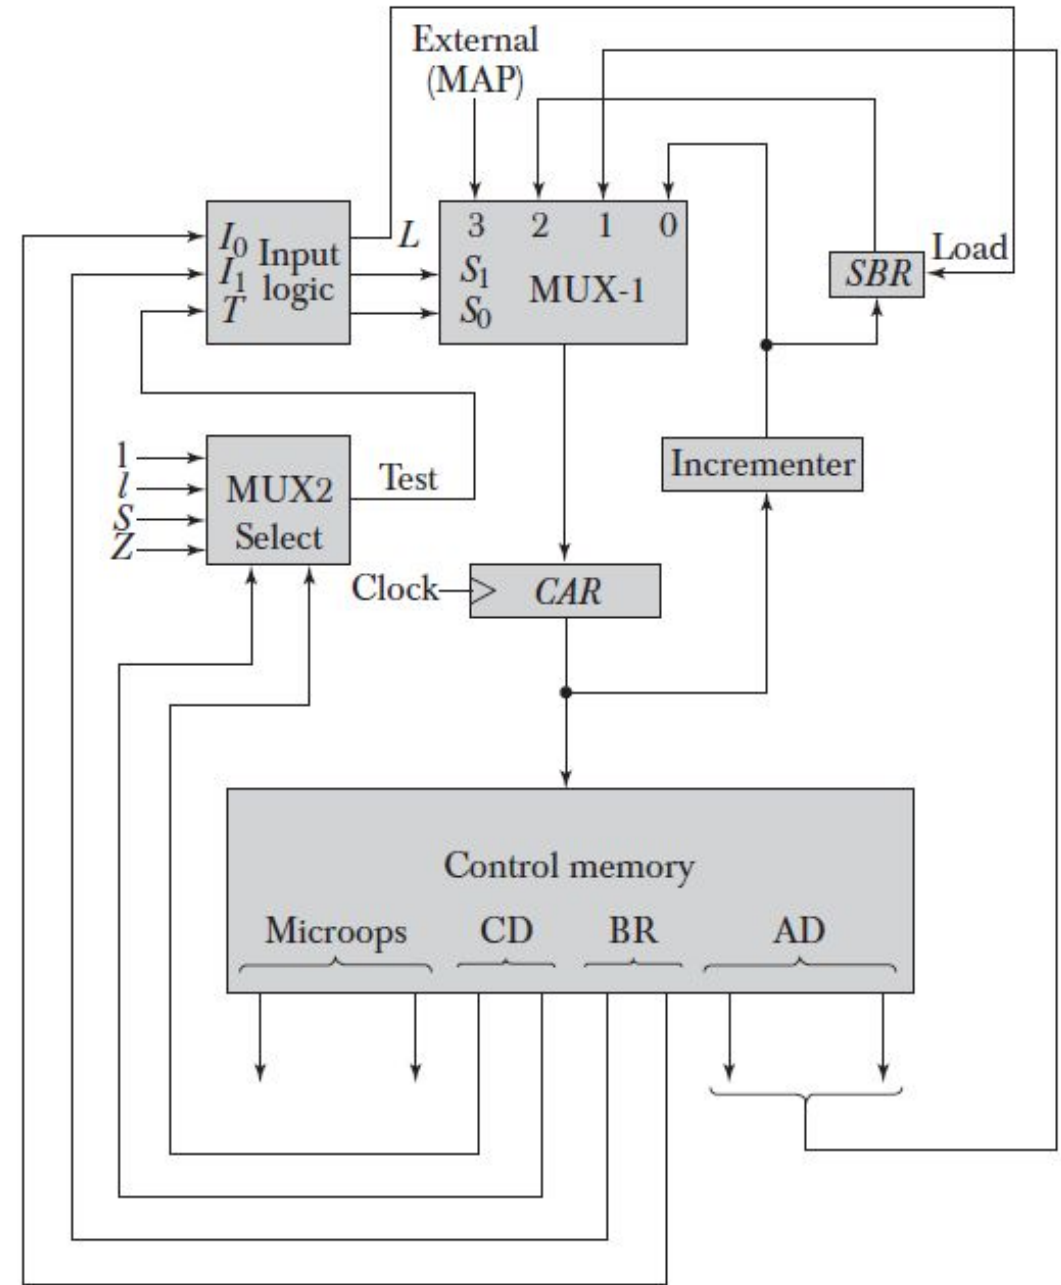 External
(MAP)
I₀ Input
I₁ logic
T
L
3 2 1 0
S₁ MUX-1
S₀
SBR
Load
1
l
S
Z
MUX2
Select
Test
Incrementer
Clock
CAR
Control memory
Microops CD BR AD